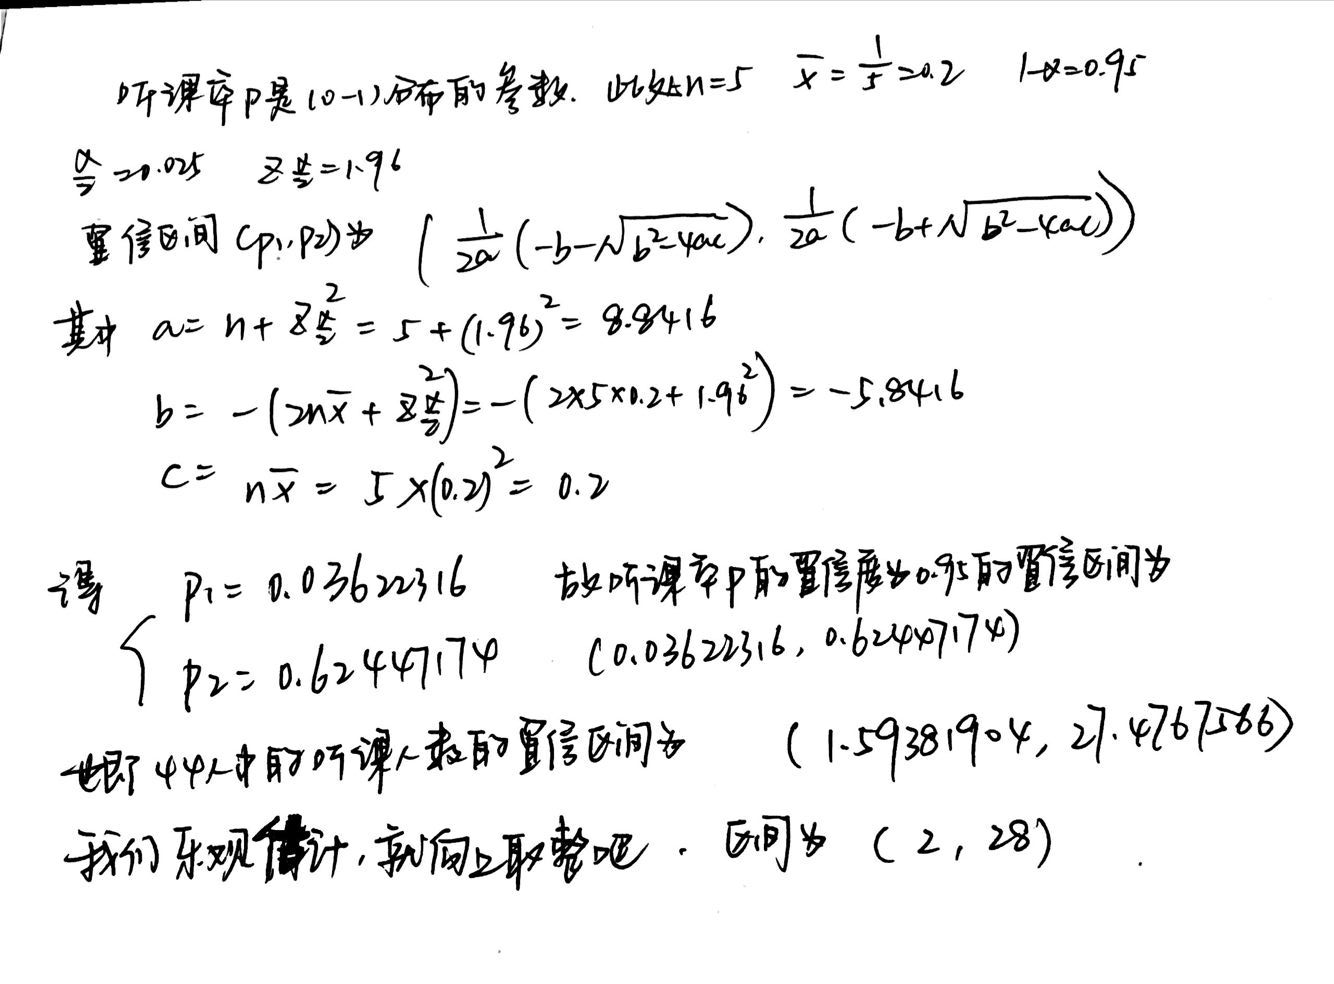 听课率p是(0-1)分布的参数. 此处n=5 x̄=1/5=0.2 1-α=0.95
α/2=0.025 z_{α/2}=1.96
置信区间(p₁,p₂)为 (1/2a(-b-√(b²-4ac)), 1/2a(-b+√(b²-4ac)))
其中 a=n+z_{α/2}²=5+(1.96)²=8.8416
b=-(2nx̄+z_{α/2}²)=-(2×5×0.2+1.96²)=-5.8416
c=nx̄=5×(0.2)²=0.2
得 p₁=0.03622316 故听课率p的置信度为0.95的置信区间为
{ p₂=0.62447174 (0.03622316, 0.62447174)
也即44人中的听课人数的置信区间为 (1.59381904, 27.4767566)
我们乐观估计,就向上取整吧. 区间为 (2, 28)